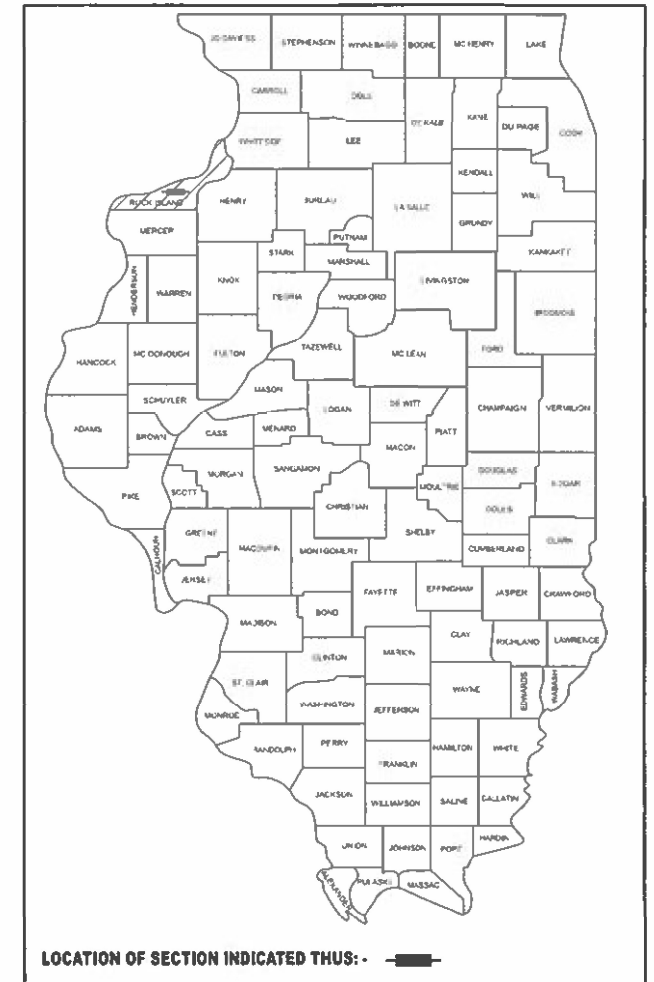 JO DAVIESS STEPHENSON WINNEBAGO BOONE MC HENRY LAKE
CARROLL OGLE DE KALB KANE DU PAGE COOK
WHITESIDE LEE
KENDALL WILL
ROCK ISLAND HENRY BUREAU LA SALLE
GRUNDY
MERCER PUTNAM KANKAKEE
STARK MARSHALL
HENDERSON WARREN KNOX PEORIA WOODFORD LIVINGSTON IROQUOIS
HANCOCK MC DONOUGH FULTON TAZEWELL MC LEAN FORD
MASON
SCHUYLER LOGAN DE WITT CHAMPAIGN VERMILION
ADAMS BROWN CASS MENARD PIATT
MACON
MORGAN SANGAMON DOUGLAS
PIKE SCOTT MOULTRIE EDGAR
CHRISTIAN COLES
GREENE SHELBY CLARK
CALHOUN MACOUPIN MONTGOMERY CUMBERLAND
JERSEY FAYETTE EFFINGHAM JASPER CRAWFORD
BOND
MADISON CLAY RICHLAND LAWRENCE
CLINTON MARION
ST. CLAIR WAYNE EDWARDS WABASH
WASHINGTON JEFFERSON
MONROE
RANDOLPH PERRY HAMILTON WHITE
FRANKLIN
JACKSON WILLIAMSON SALINE GALLATIN
HARDIN
UNION JOHNSON POPE
ALEXANDER PULASKI MASSAC
LOCATION OF SECTION INDICATED THUS: -